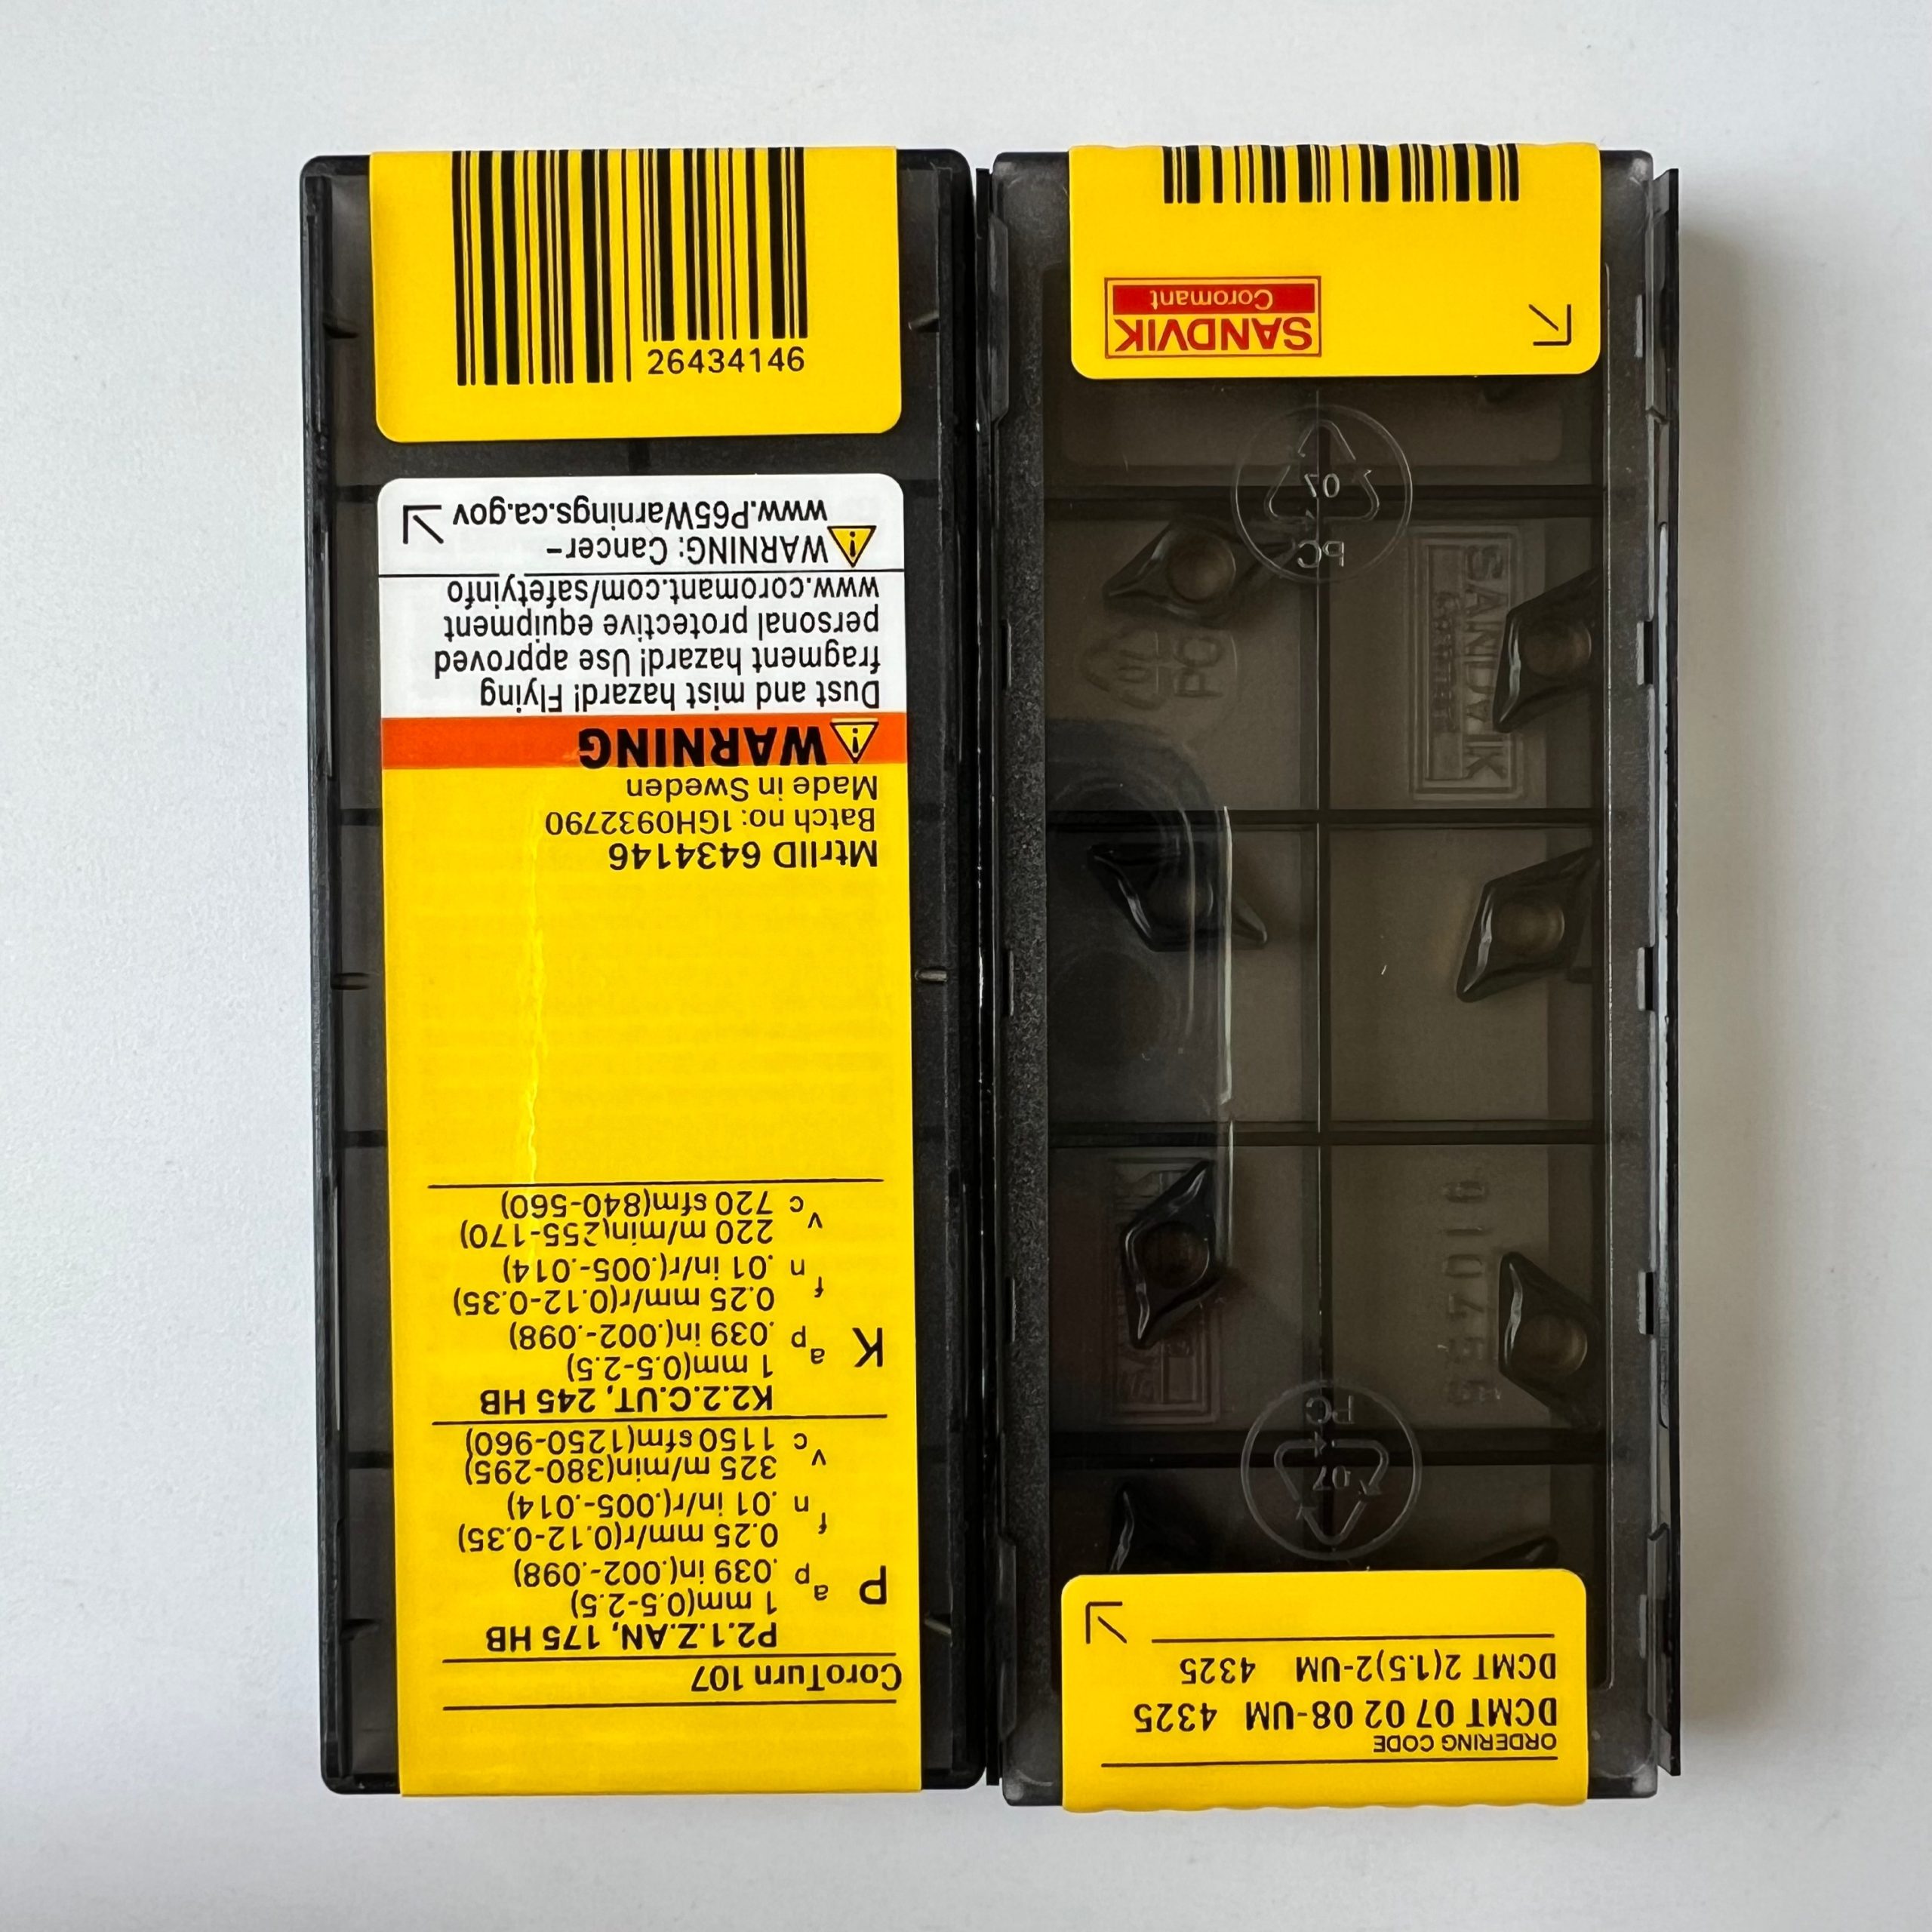 26434146
CoroTurn 107
P2.1.Z.AN, 175 HB
P ap 1 mm(0.5-2.5)
.039 in(.002-.098)
fn 0.25 mm/r(0.12-0.35)
.01 in/r(.005-.014)
vc 325 m/min(380-295)
1150 sfm(1250-960)
K2.2.C.UT, 245 HB
K ap 1 mm(0.5-2.5)
.039 in(.002-.098)
fn 0.25 mm/r(0.12-0.35)
.01 in/r(.005-.014)
vc 220 m/min(255-170)
720 sfm(840-560)
MtrlID 6434146
Batch no: 1GH0932790
Made in Sweden
WARNING
Dust and mist hazard! Flying
fragment hazard! Use approved
personal protective equipment
www.coromant.com/safetyinfo
WARNING: Cancer-
www.P65Warnings.ca.gov
ORDERING CODE
DCMT 07 02 08-UM 4325
DCMT 2(1.5)2-UM 4325
07
PC
SANDVIK
PC
07
SANDVIK
Coromant